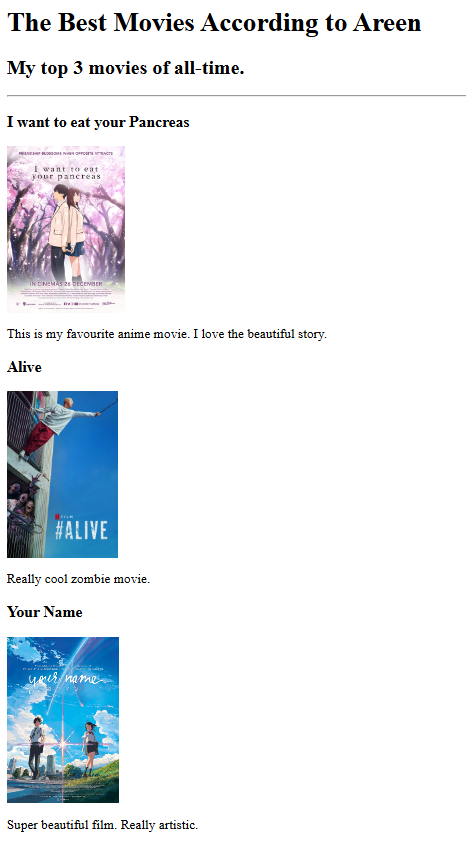 The Best Movies According to Areen
My top 3 movies of all-time.
I want to eat your Pancreas
FRIENDSHIP BLOSSOMS WHEN OPPOSITE ATTRACTS
I want to eat
your pancreas
IN CINEMAS 26 DECEMBER
This is my favourite anime movie. I love the beautiful story.
Alive
FILM
#ALIVE
Really cool zombie movie.
Your Name
your name.
Super beautiful film. Really artistic.